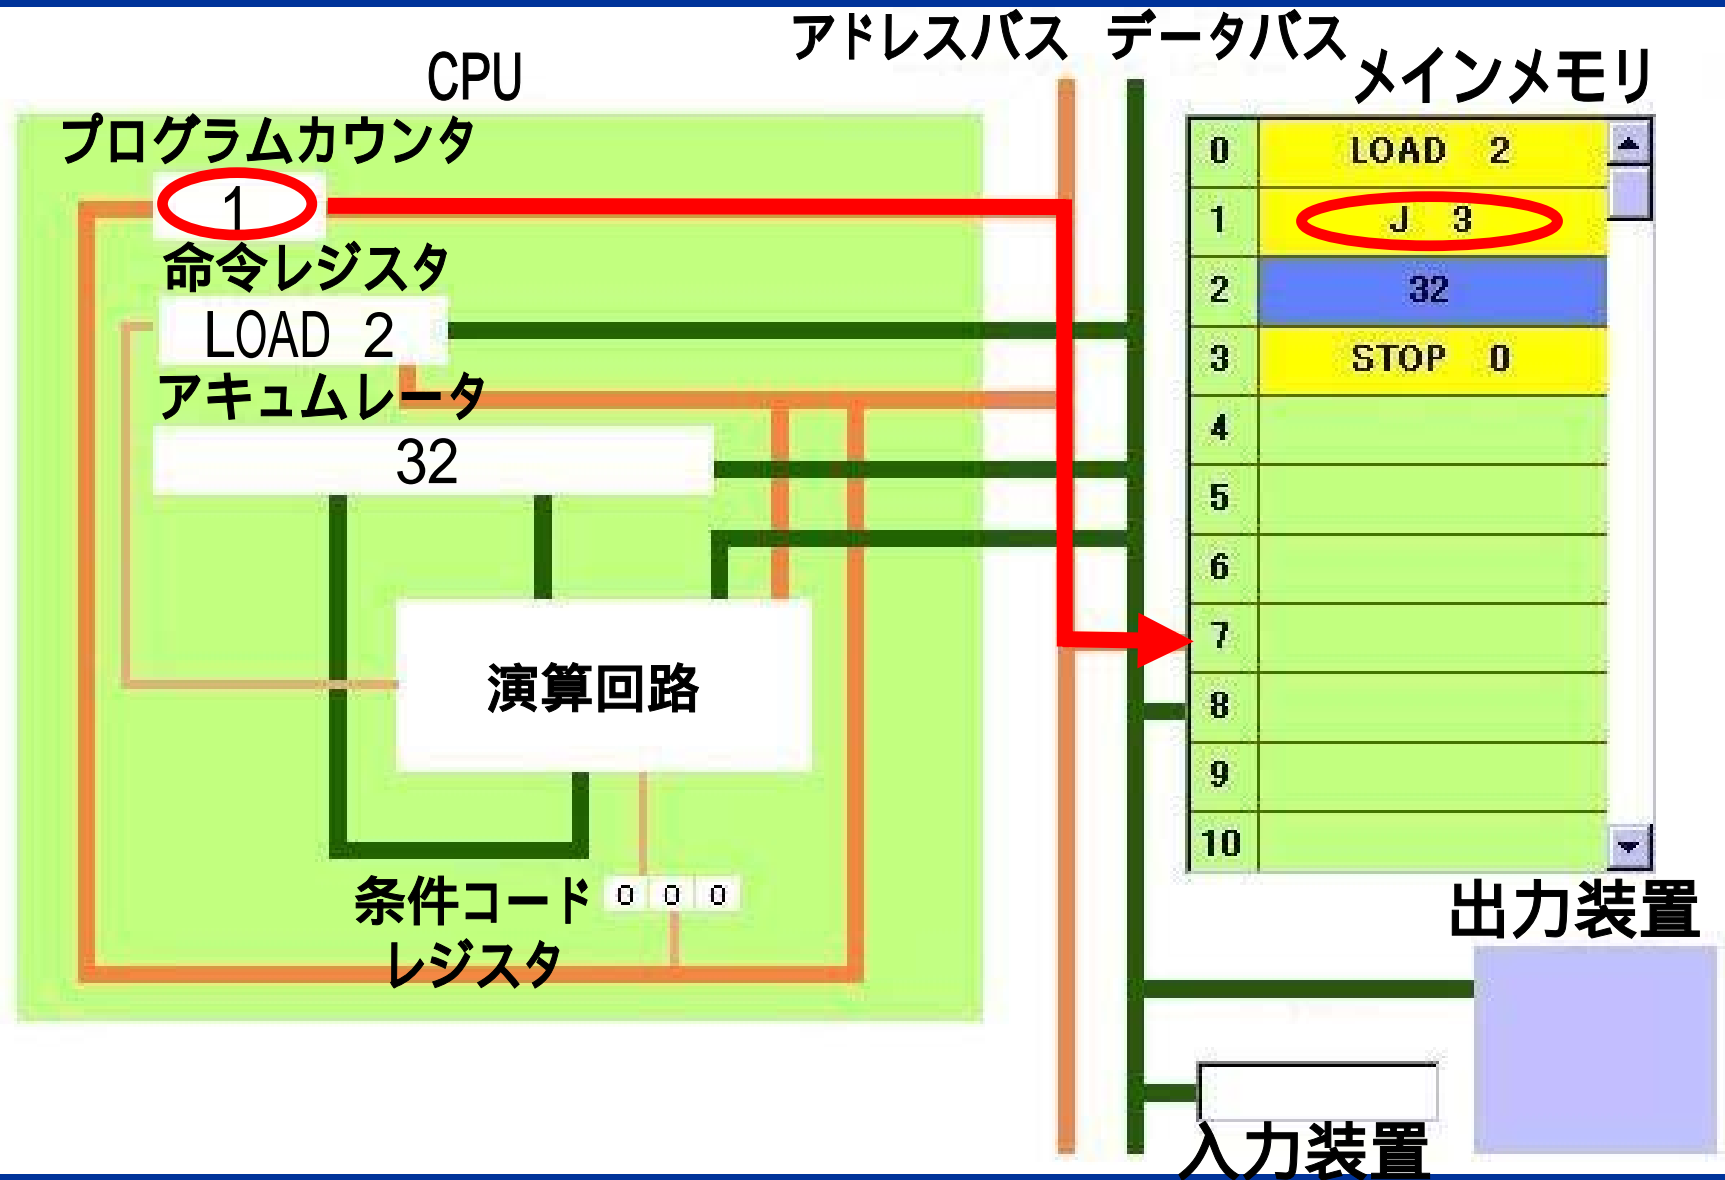 アドレスバス データバス
CPU
メインメモリ
プログラムカウンタ
1
命令レジスタ
LOAD 2
アキュムレータ
32
演算回路
条件コード 0 0 0
レジスタ
0 LOAD 2
1 J 3
2 32
3 STOP 0
4
5
6
7
8
9
10
出力装置
入力装置